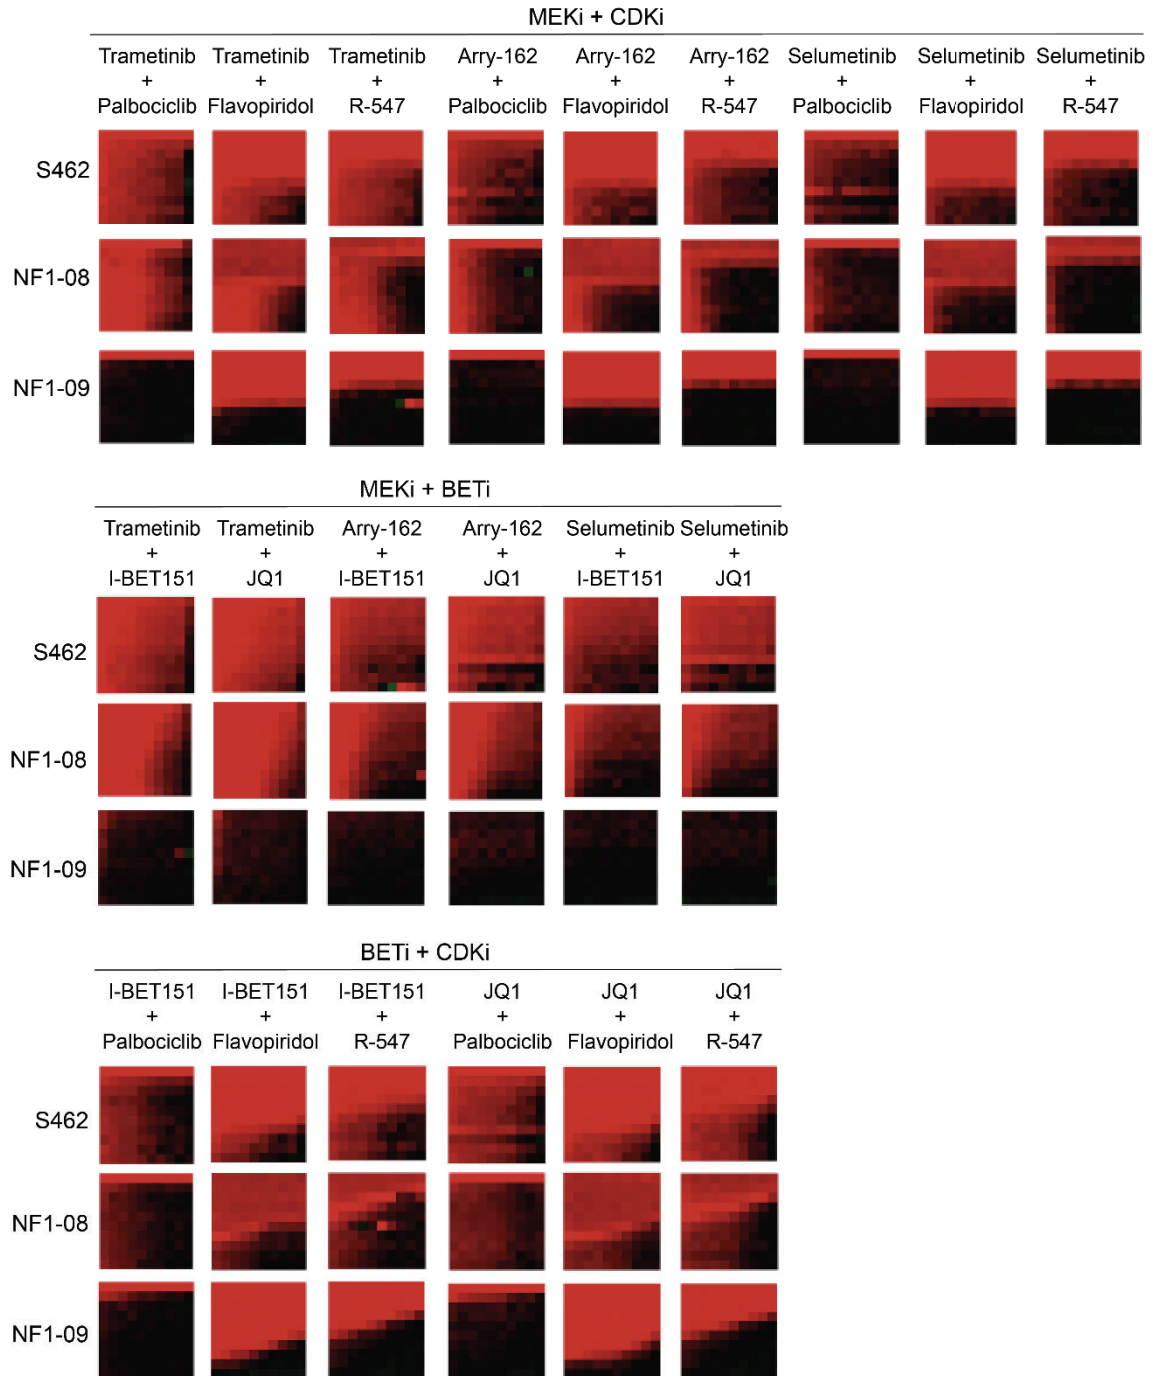 MEKi + CDKi
Trametinib Trametinib Trametinib Arry-162 Arry-162 Arry-162 Selumetinib Selumetinib Selumetinib
+ + + + + + + + +
Palbociclib Flavopiridol R-547 Palbociclib Flavopiridol R-547 Palbociclib Flavopiridol R-547
S462
NF1-08
NF1-09
MEKi + BETi
Trametinib Trametinib Arry-162 Arry-162 Selumetinib Selumetinib
+ + + + + +
I-BET151 JQ1 I-BET151 JQ1 I-BET151 JQ1
S462
NF1-08
NF1-09
BETi + CDKi
I-BET151 I-BET151 I-BET151 JQ1 JQ1 JQ1
+ + + + + +
Palbociclib Flavopiridol R-547 Palbociclib Flavopiridol R-547
S462
NF1-08
NF1-09